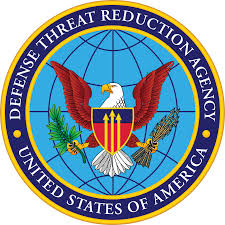 DEFENSE THREAT REDUCTION AGENCY
UNITED STATES OF AMERICA